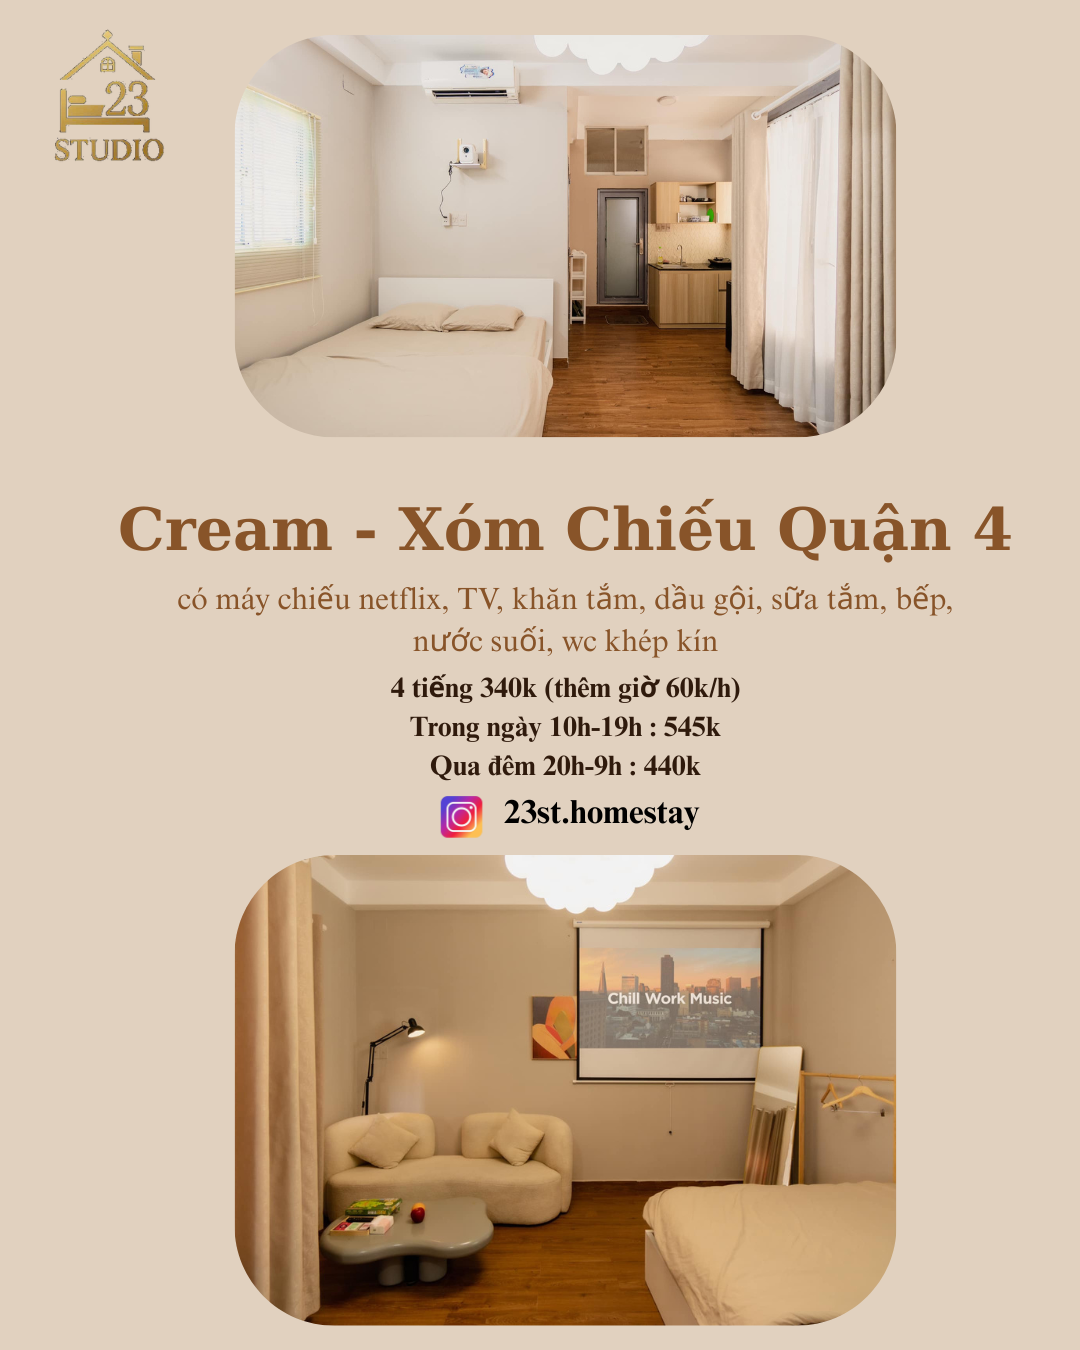 23
STUDIO
Cream - Xóm Chiếu Quận 4
có máy chiếu netflix, TV, khăn tắm, dầu gội, sữa tắm, bếp,
nước suối, wc khép kín
4 tiếng 340k (thêm giờ 60k/h)
Trong ngày 10h-19h : 545k
Qua đêm 20h-9h : 440k
23st.homestay
Chill Work Music